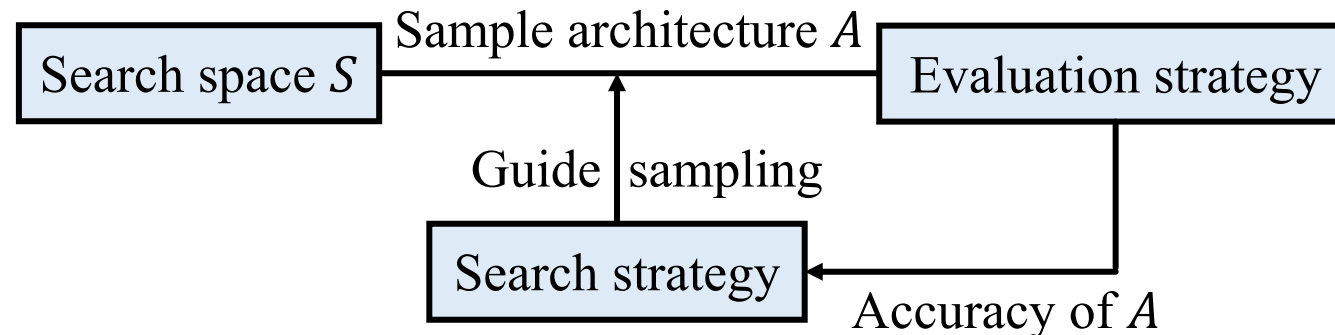 Sample architecture A
Search space S
Evaluation strategy
Guide sampling
Search strategy
Accuracy of A